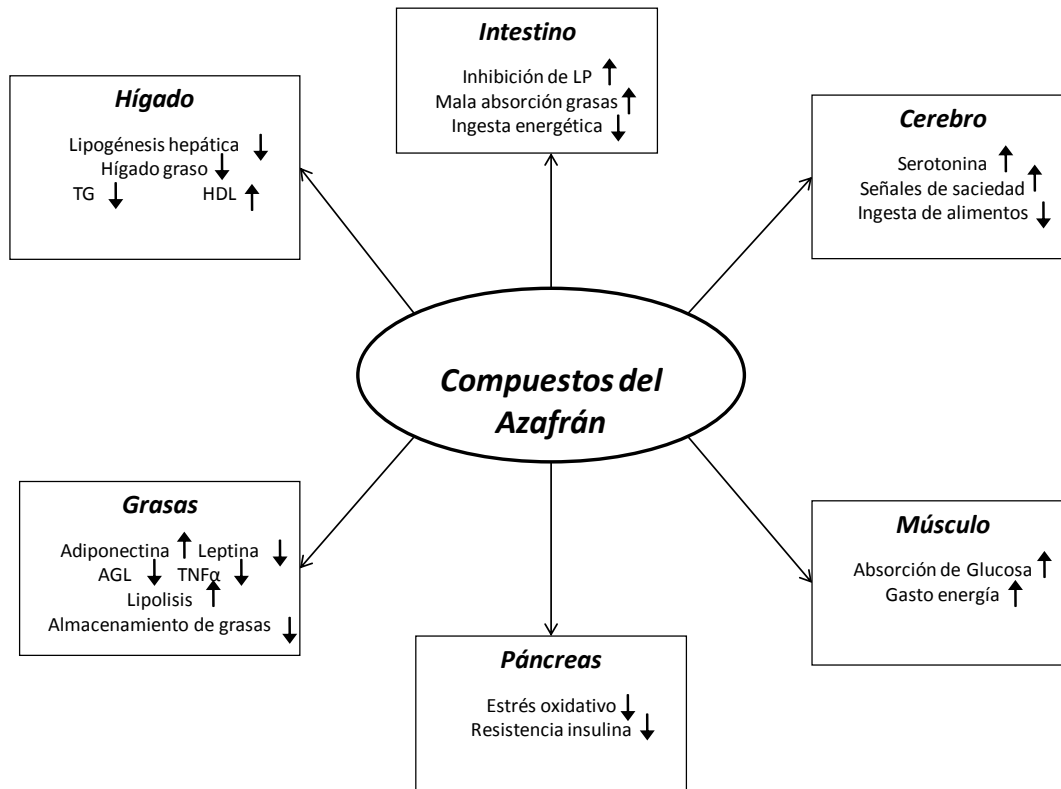 Intestino
Inhibición de LP ↑
Mala absorción grasas ↑
Ingesta energética ↓
Hígado
Lipogénesis hepática ↓
Hígado graso ↓
TG ↓ HDL ↑
Cerebro
Serotonina ↑
Señales de saciedad ↑
Ingesta de alimentos ↓
Compuestos del
Azafrán
Grasas
Adiponectina ↑ Leptina ↓
AGL ↓ TNFα ↓
Lipolisis ↑
Almacenamiento de grasas ↓
Músculo
Absorción de Glucosa ↑
Gasto energía ↑
Páncreas
Estrés oxidativo ↓
Resistencia insulina ↓